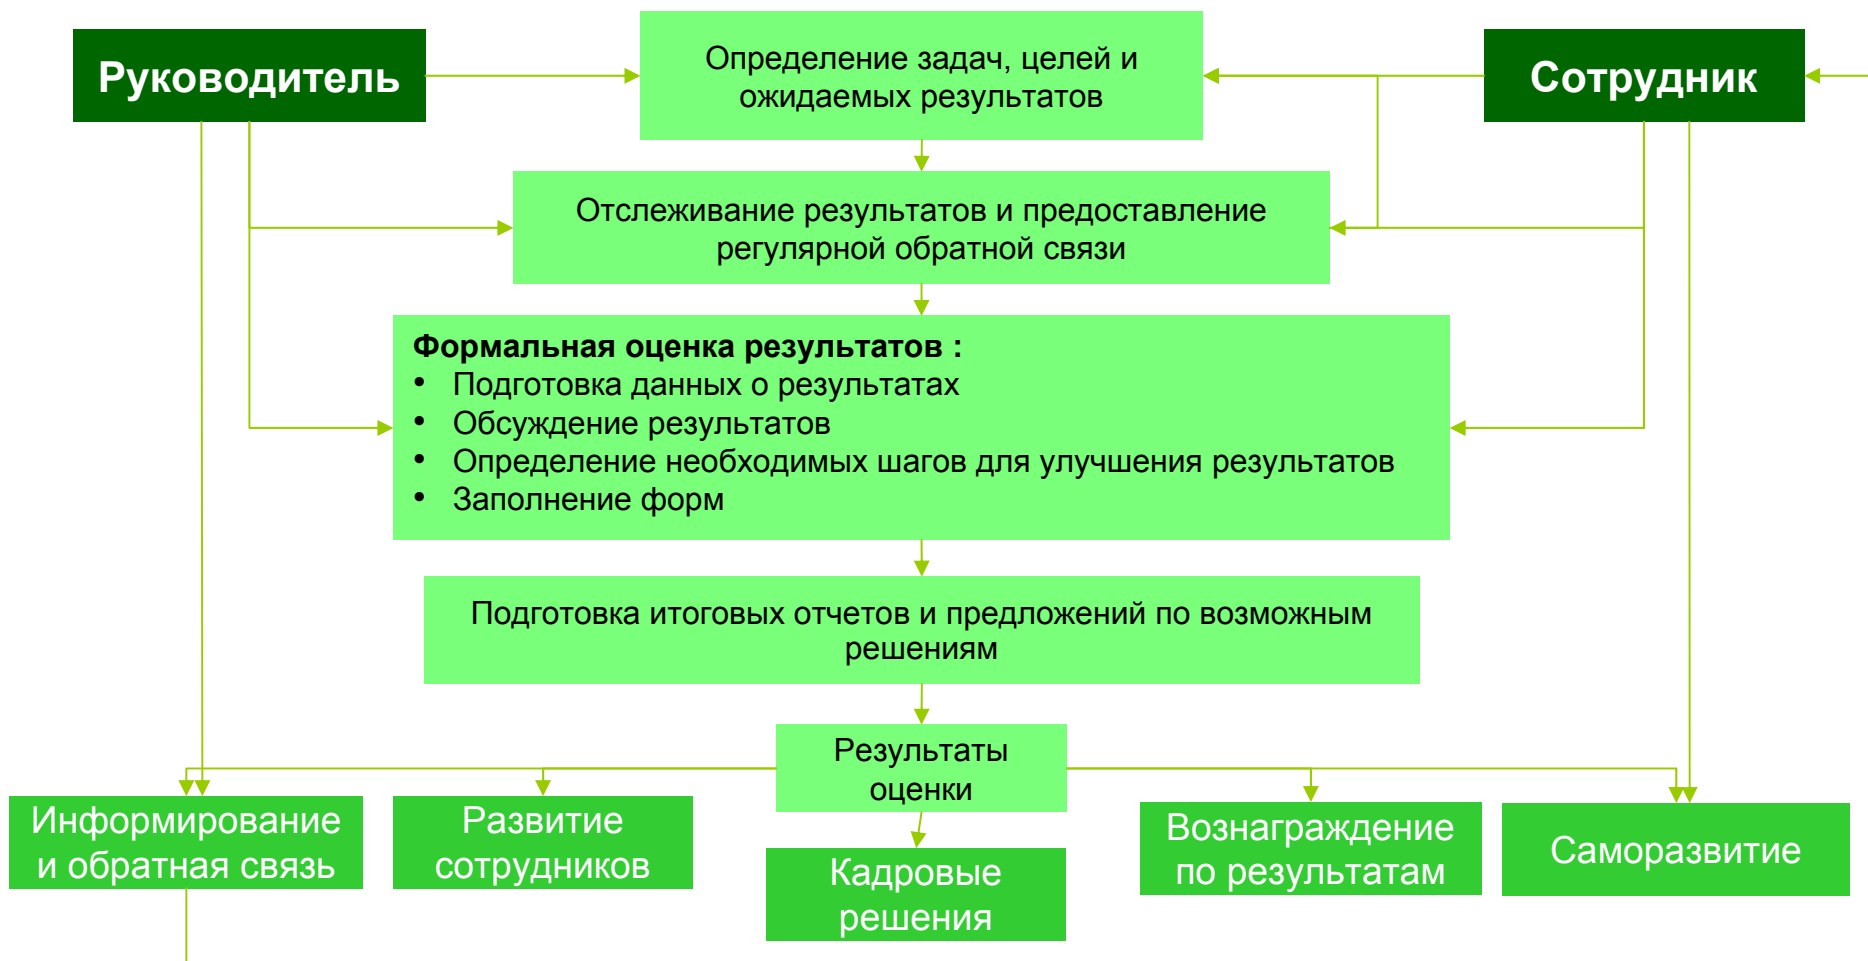 Руководитель
Определение задач, целей и
ожидаемых результатов
Сотрудник
Отслеживание результатов и предоставление
регулярной обратной связи
Формальная оценка результатов :
• Подготовка данных о результатах
• Обсуждение результатов
• Определение необходимых шагов для улучшения результатов
• Заполнение форм
Подготовка итоговых отчетов и предложений по возможным
решениям
Результаты
оценки
Информирование
и обратная связь
Развитие
сотрудников
Кадровые
решения
Вознаграждение
по результатам
Саморазвитие